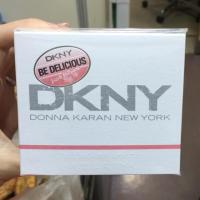 DKNY
BE DELICIOUS
DKNY
DONNA KARAN NEW YORK